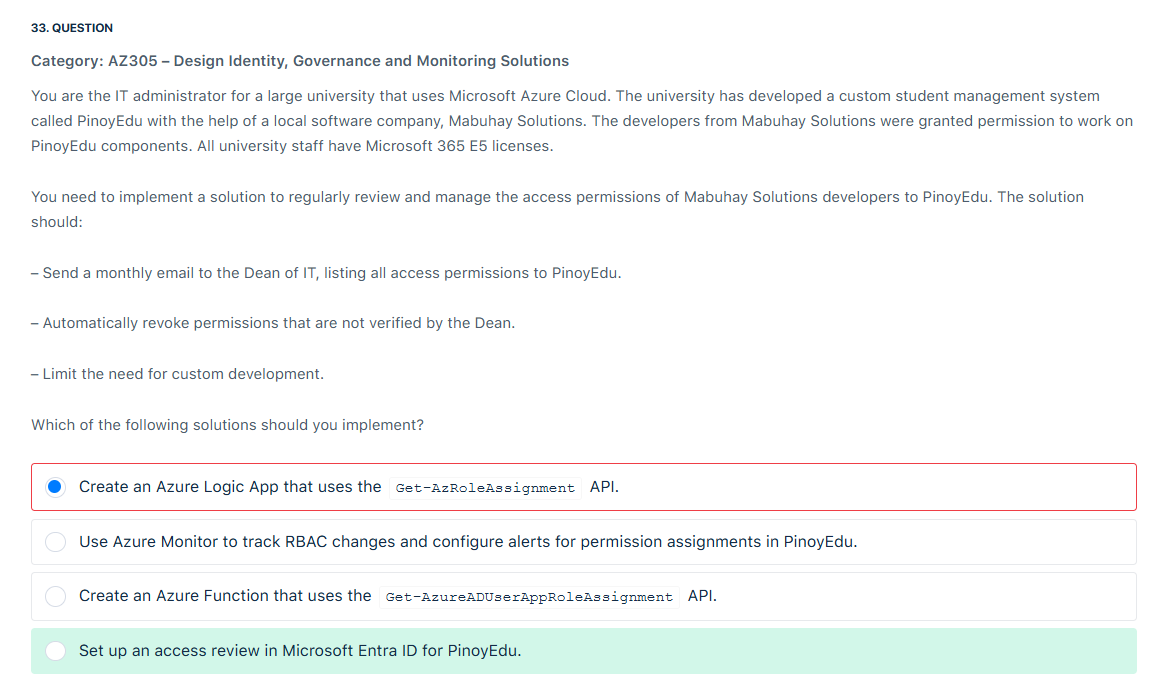 33. QUESTION
Category: AZ305 – Design Identity, Governance and Monitoring Solutions
You are the IT administrator for a large university that uses Microsoft Azure Cloud. The university has developed a custom student management system
called PinoyEdu with the help of a local software company, Mabuhay Solutions. The developers from Mabuhay Solutions were granted permission to work on
PinoyEdu components. All university staff have Microsoft 365 E5 licenses.
You need to implement a solution to regularly review and manage the access permissions of Mabuhay Solutions developers to PinoyEdu. The solution
should:
– Send a monthly email to the Dean of IT, listing all access permissions to PinoyEdu.
– Automatically revoke permissions that are not verified by the Dean.
– Limit the need for custom development.
Which of the following solutions should you implement?
Create an Azure Logic App that uses the Get-AzRoleAssignment API.
Use Azure Monitor to track RBAC changes and configure alerts for permission assignments in PinoyEdu.
Create an Azure Function that uses the Get-AzureADUserAppRoleAssignment API.
Set up an access review in Microsoft Entra ID for PinoyEdu.